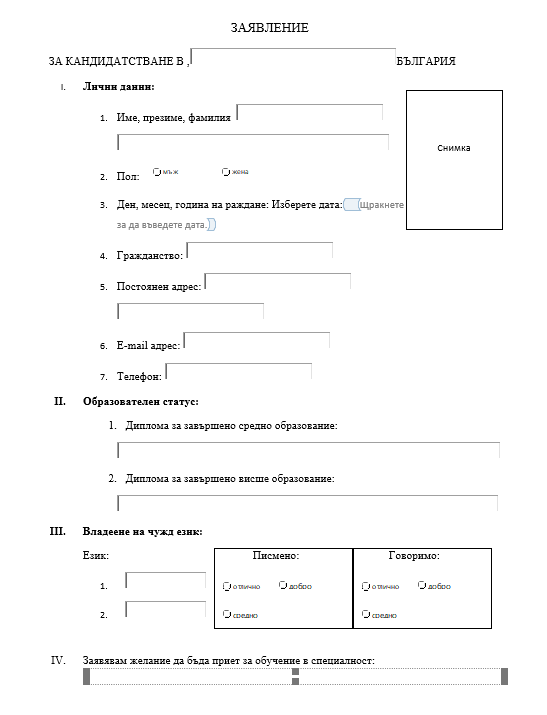 ЗАЯВЛЕНИЕ
ЗА КАНДИДАТСТВАНЕ В , БЪЛГАРИЯ
I. Лични данни:
Снимка
1. Име, презиме, фамилия
2. Пол: мъж жена
3. Ден, месец, година на раждане: Изберете дата: Щракнете
за да въведете дата.
4. Гражданство:
5. Постоянен адрес:
6. E-mail адрес:
7. Телефон:
II. Образователен статус:
1. Диплома за завършено средно образование:
2. Диплома за завършено висше образование:
III. Владеене на чужд език:
Език: Писмено: Говоримо:
1. отлично добро отлично добро
2. средно средно
IV. Заявявам желание да бъда приет за обучение в специалност: